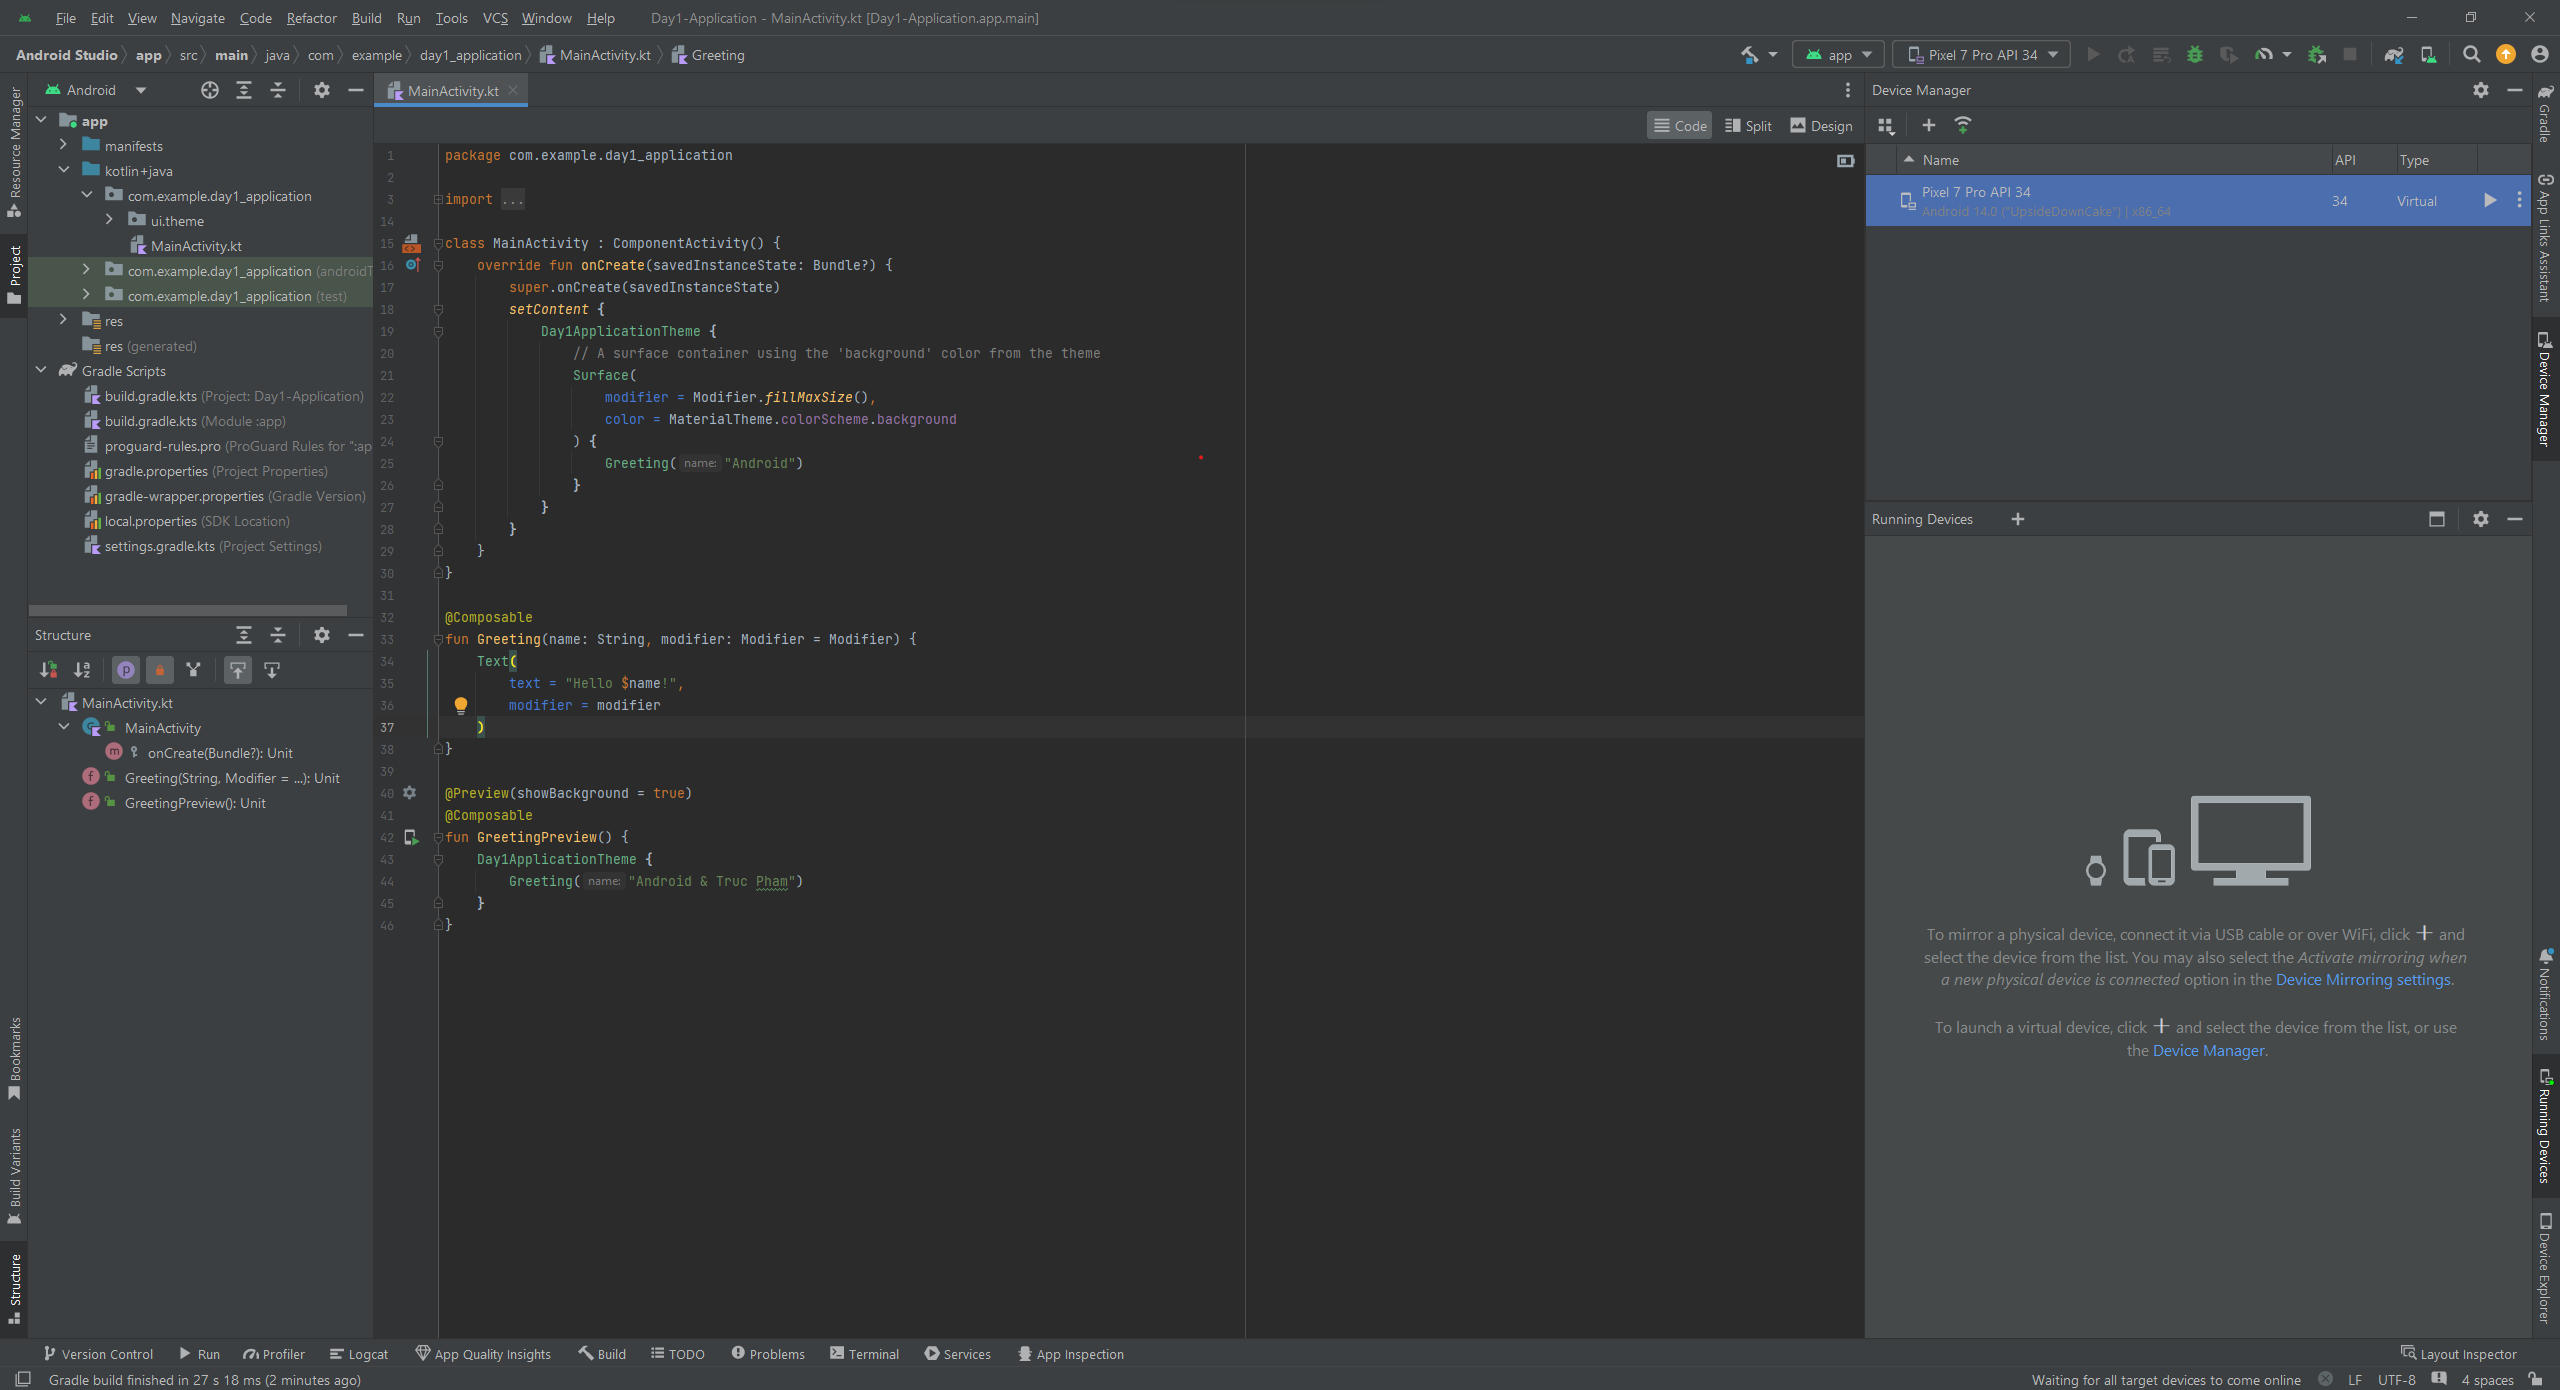 File Edit View Navigate Code Refactor Build Run Tools VCS Window Help Day1-Application - MainActivity.kt [Day1-Application.app.main]
Android Studio app src main java com example day1_application MainActivity.kt Greeting
app Pixel 7 Pro API 34
Resource Manager
Project
Bookmarks
Build Variants
Structure
Android
app
manifests
kotlin+java
com.example.day1_application
ui.theme
MainActivity.kt
com.example.day1_application (androidT
com.example.day1_application (test)
res
res (generated)
Gradle Scripts
build.gradle.kts (Project: Day1-Application)
build.gradle.kts (Module :app)
proguard-rules.pro (ProGuard Rules for ":ap
gradle.properties (Project Properties)
gradle-wrapper.properties (Gradle Version)
local.properties (SDK Location)
settings.gradle.kts (Project Settings)
Structure
MainActivity.kt
MainActivity
onCreate(Bundle?): Unit
Greeting(String, Modifier = ...): Unit
GreetingPreview(): Unit
MainActivity.kt
Code Split Design
1 package com.example.day1_application
2
3 import ...
14
15 class MainActivity : ComponentActivity() {
16 override fun onCreate(savedInstanceState: Bundle?) {
17 super.onCreate(savedInstanceState)
18 setContent {
19 Day1ApplicationTheme {
20 // A surface container using the 'background' color from the theme
21 Surface(
22 modifier = Modifier.fillMaxSize(),
23 color = MaterialTheme.colorScheme.background
24 ) {
25 Greeting( name: "Android")
26 }
27 }
28 }
29 }
30 }
31
32 @Composable
33 fun Greeting(name: String, modifier: Modifier = Modifier) {
34 Text(
35 text = "Hello $name!",
36 modifier = modifier
37 )
38 }
39
40 @Preview(showBackground = true)
41 @Composable
42 fun GreetingPreview() {
43 Day1ApplicationTheme {
44 Greeting( name: "Android & Truc Pham")
45 }
46 }
Device Manager
Name API Type
Pixel 7 Pro API 34
Android 14.0 ("UpsideDownCake") | x86_64
34 Virtual
Running Devices
To mirror a physical device, connect it via USB cable or over WiFi, click + and
select the device from the list. You may also select the Activate mirroring when
a new physical device is connected option in the Device Mirroring settings.
To launch a virtual device, click + and select the device from the list, or use
the Device Manager.
Gradle
App Links Assistant
Device Manager
Notifications
Running Devices
Device Explorer
Version Control Run Profiler Logcat App Quality Insights Build TODO Problems Terminal Services App Inspection Layout Inspector
Gradle build finished in 27 s 18 ms (2 minutes ago) Waiting for all target devices to come online LF UTF-8 4 spaces